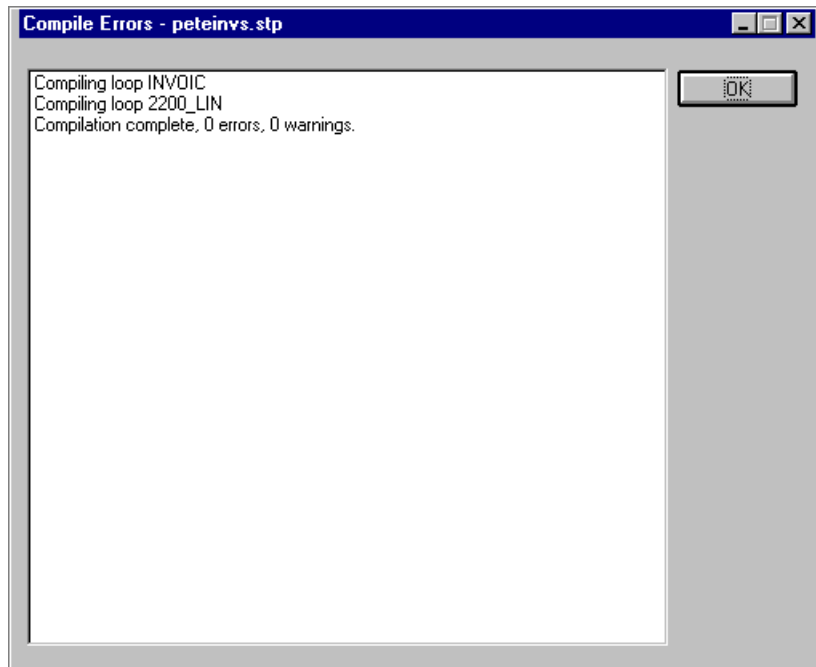 Compile Errors - peteinvs.stp
Compiling loop INVOIC
Compiling loop 2200_LIN
Compilation complete, 0 errors, 0 warnings.
OK